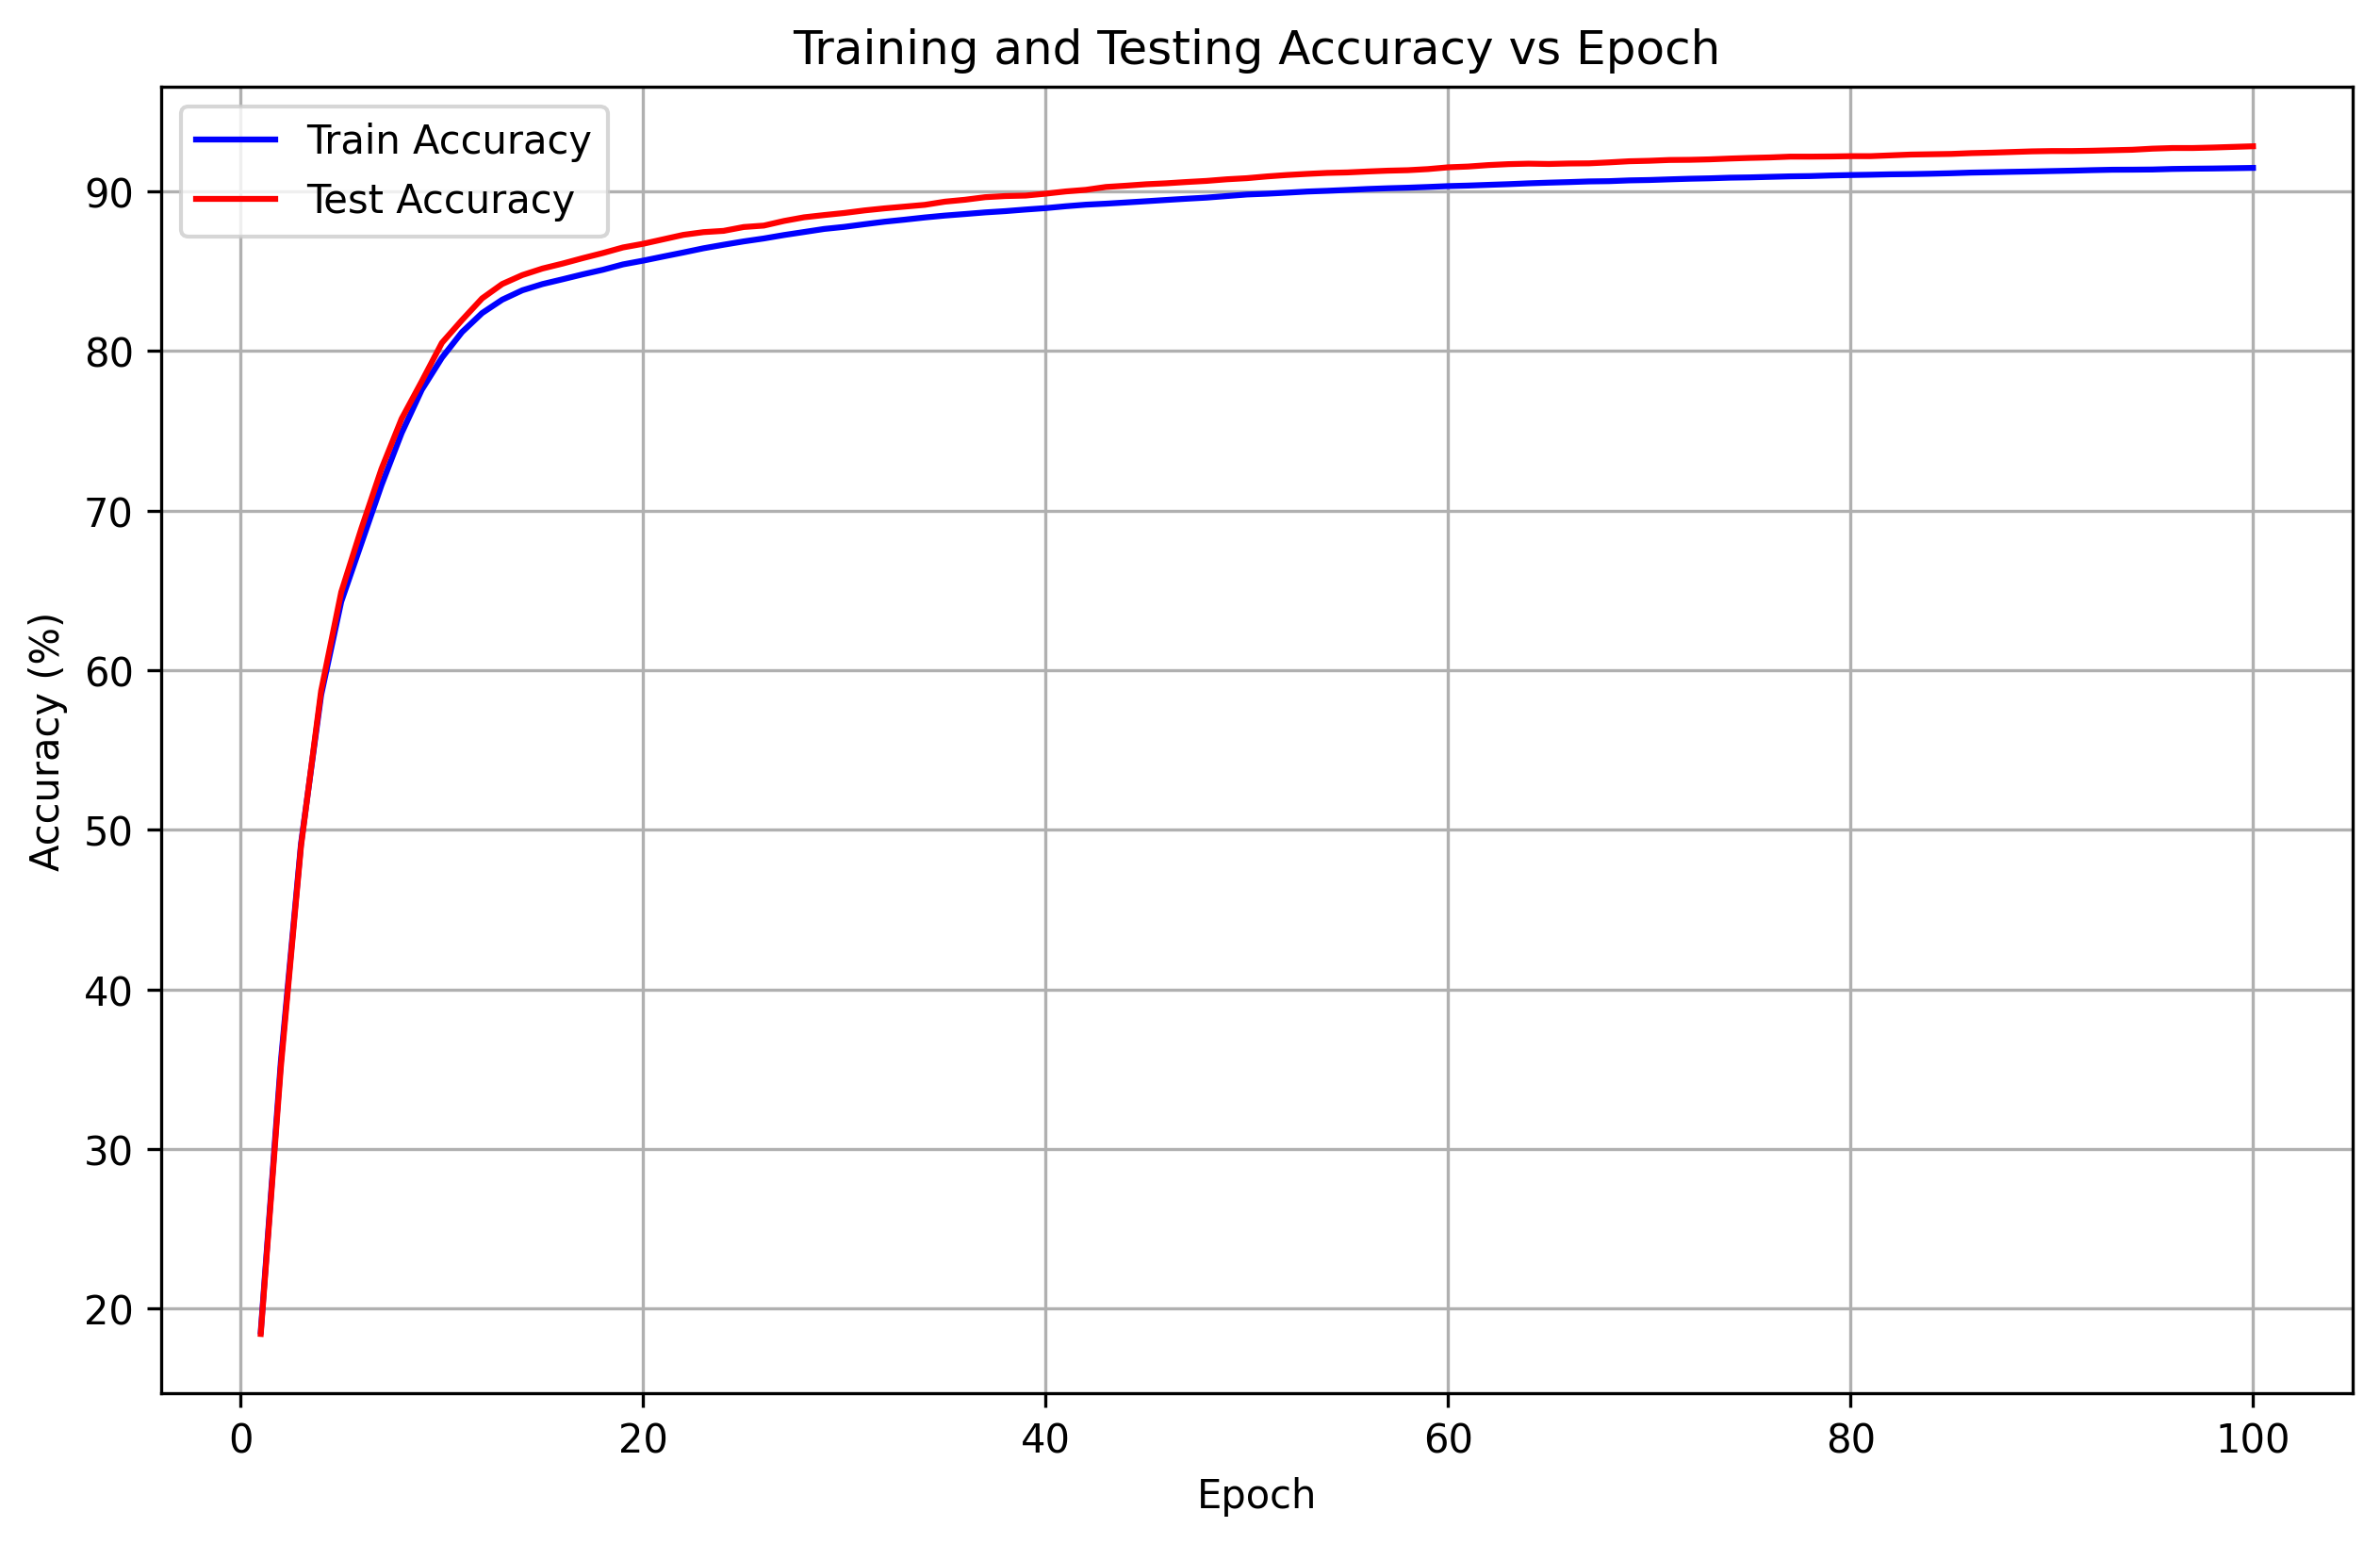 Training and Testing Accuracy vs Epoch
Train Accuracy
Test Accuracy
Accuracy (%)
90
80
70
60
50
40
30
20
0 20 40 60 80 100
Epoch